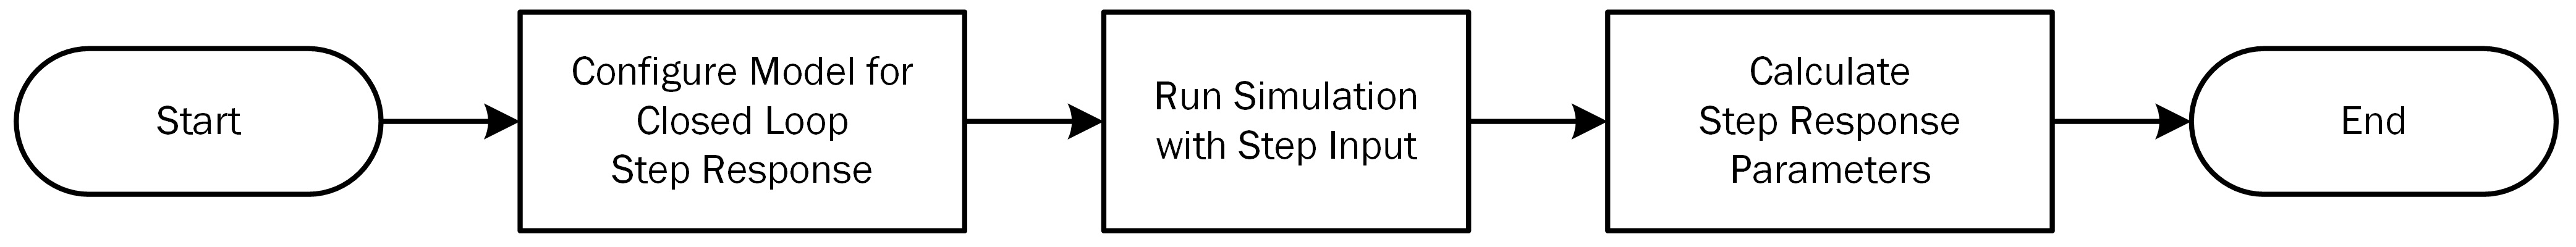 Start
Configure Model for
Closed Loop
Step Response
Run Simulation
with Step Input
Calculate
Step Response
Parameters
End